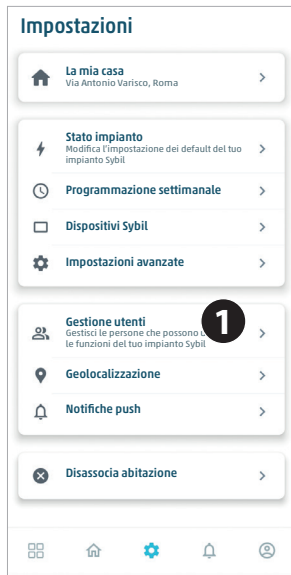 Impostazioni
La mia casa
Via Antonio Varisco, Roma
Stato impianto
Modifica l'impostazione dei default del tuo
impianto Sybil
Programmazione settimanale
Dispositivi Sybil
Impostazioni avanzate
Gestione utenti
Gestisci le persone che possono
1
le funzioni del tuo impianto Sybil
Geolocalizzazione
Notifiche push
Disassocia abitazione